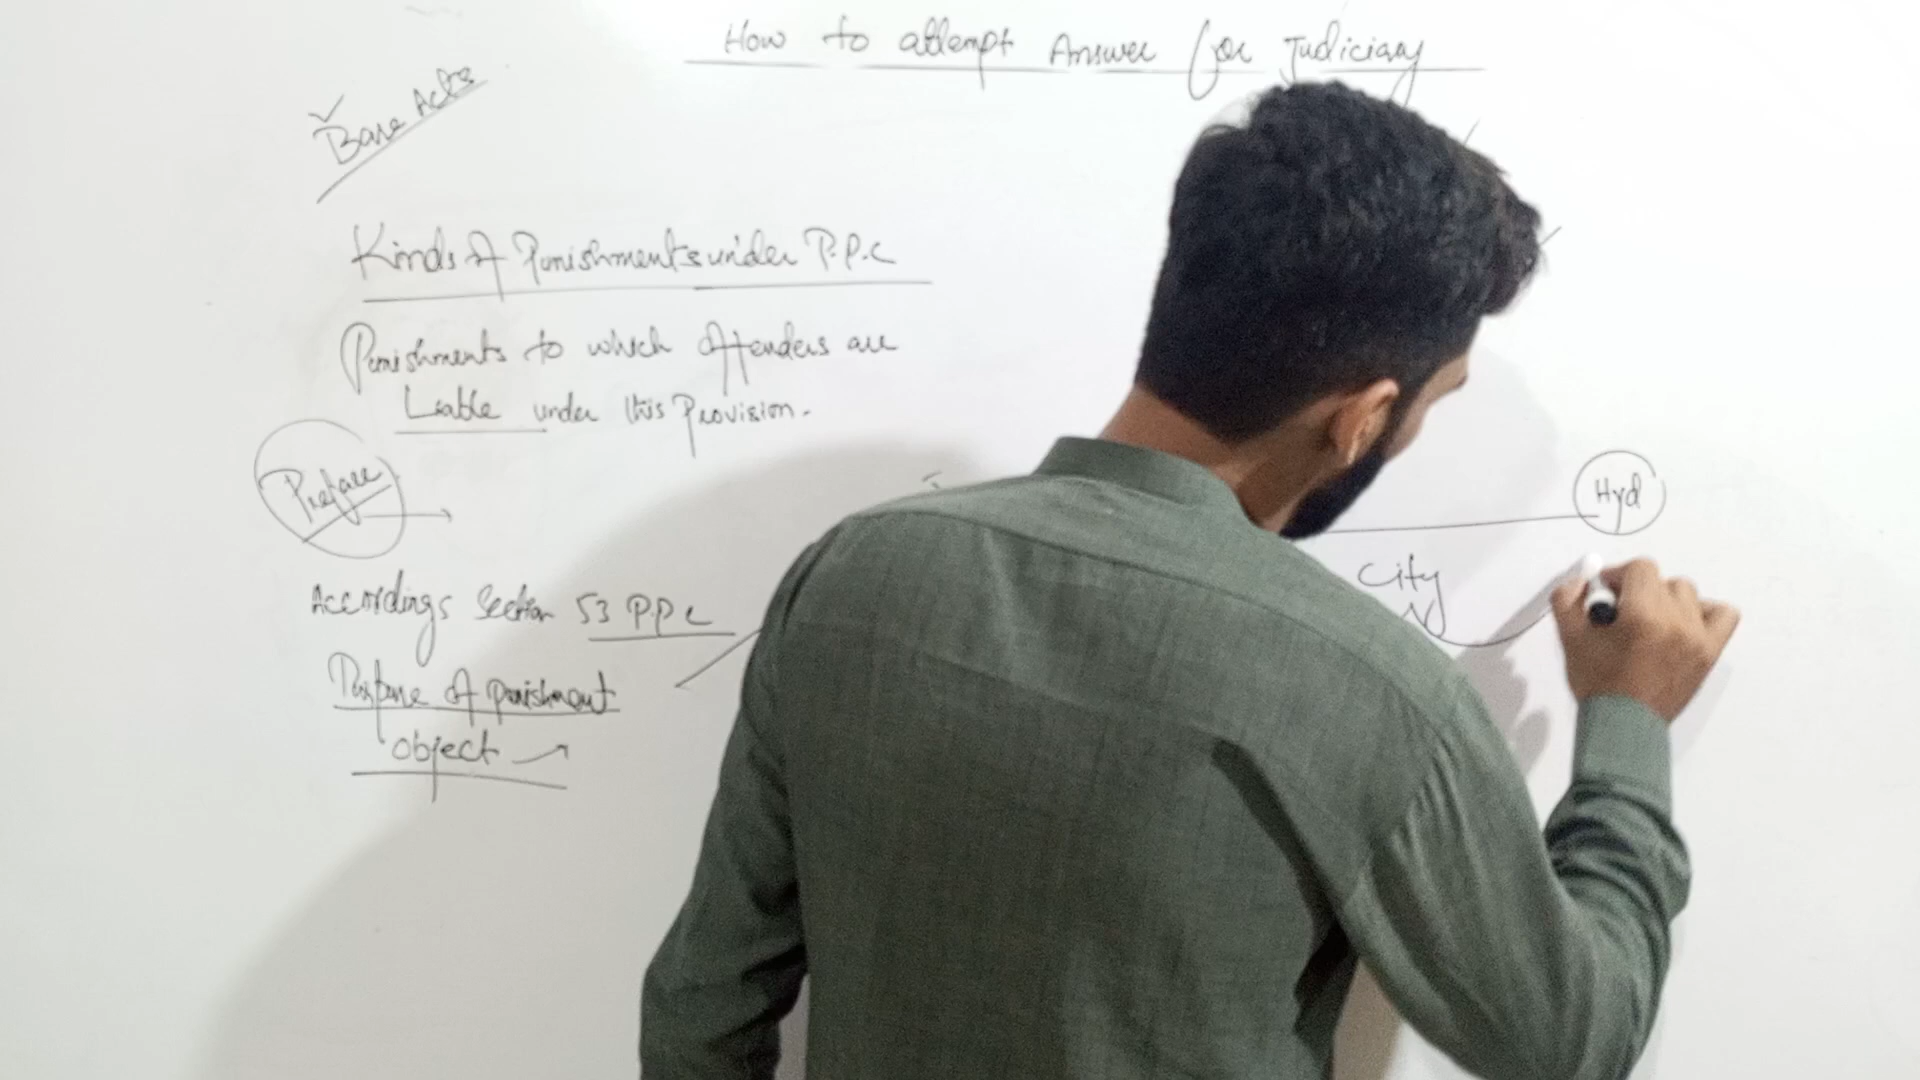 How to attempt Answer for Judiciary
Bare Acts
Kinds of Punishments under P.P.C
Punishments to which offenders are
Liable under this Provision.
Preface
Accordings Section 53 P.P.C
Purpose of punishment
object
Hyd
City